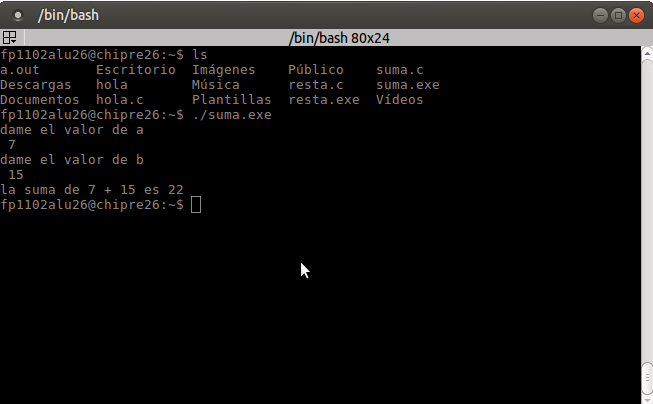 /bin/bash
/bin/bash 80x24
fp1102alu26@chipre26:~$ ls
a.out Escritorio Imágenes Público suma.c
Descargas hola Música resta.c suma.exe
Documentos hola.c Plantillas resta.exe Vídeos
fp1102alu26@chipre26:~$ ./suma.exe
dame el valor de a
7
dame el valor de b
15
la suma de 7 + 15 es 22
fp1102alu26@chipre26:~$